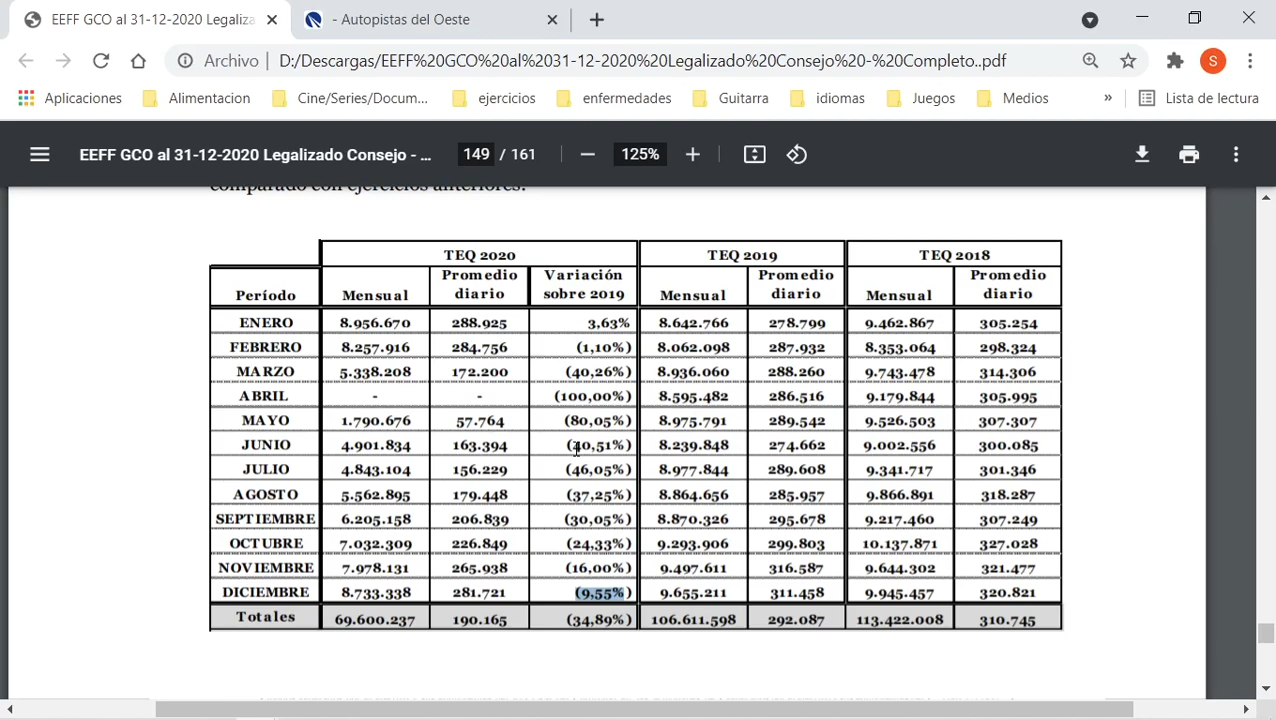 EEFF GCO al 31-12-2020 Legaliza
- Autopistas del Oeste
Archivo D:/Descargas/EEFF%20GCO%20al%2031-12-2020%20Legalizado%20Consejo%20-%20Completo..pdf
S
Aplicaciones Alimentacion Cine/Series/Docum... ejercicios enfermedades Guitarra idiomas Juegos Medios » Lista de lectura
EEFF GCO al 31-12-2020 Legalizado Consejo - ... 149 / 161 125%
comparado con ejercicios anteriores.
TEQ 2020 TEQ 2019 TEQ 2018
Período Mensual Promedio diario Variación sobre 2019 Mensual Promedio diario Mensual Promedio diario
ENERO 8.956.670 288.925 3,63% 8.642.766 278.799 9.462.867 305.254
FEBRERO 8.257.916 284.756 (1,10%) 8.062.098 287.932 8.353.064 298.324
MARZO 5.338.208 172.200 (40,26%) 8.936.060 288.260 9.743.478 314.306
ABRIL - - (100,00%) 8.595.482 286.516 9.179.844 305.995
MAYO 1.790.676 57.764 (80,05%) 8.975.791 289.542 9.526.503 307.307
JUNIO 4.901.834 163.394 (40,51%) 8.239.848 274.662 9.002.556 300.085
JULIO 4.843.104 156.229 (46,05%) 8.977.844 289.608 9.341.717 301.346
AGOSTO 5.562.895 179.448 (37,25%) 8.864.656 285.957 9.866.891 318.287
SEPTIEMBRE 6.205.158 206.839 (30,05%) 8.870.326 295.678 9.217.460 307.249
OCTUBRE 7.032.309 226.849 (24,33%) 9.293.906 299.803 10.137.871 327.028
NOVIEMBRE 7.978.131 265.938 (16,00%) 9.497.611 316.587 9.644.302 321.477
DICIEMBRE 8.733.338 281.721 (9,55%) 9.655.211 311.458 9.945.457 320.821
Totales 69.600.237 190.165 (34,89%) 106.611.598 292.087 113.422.008 310.745